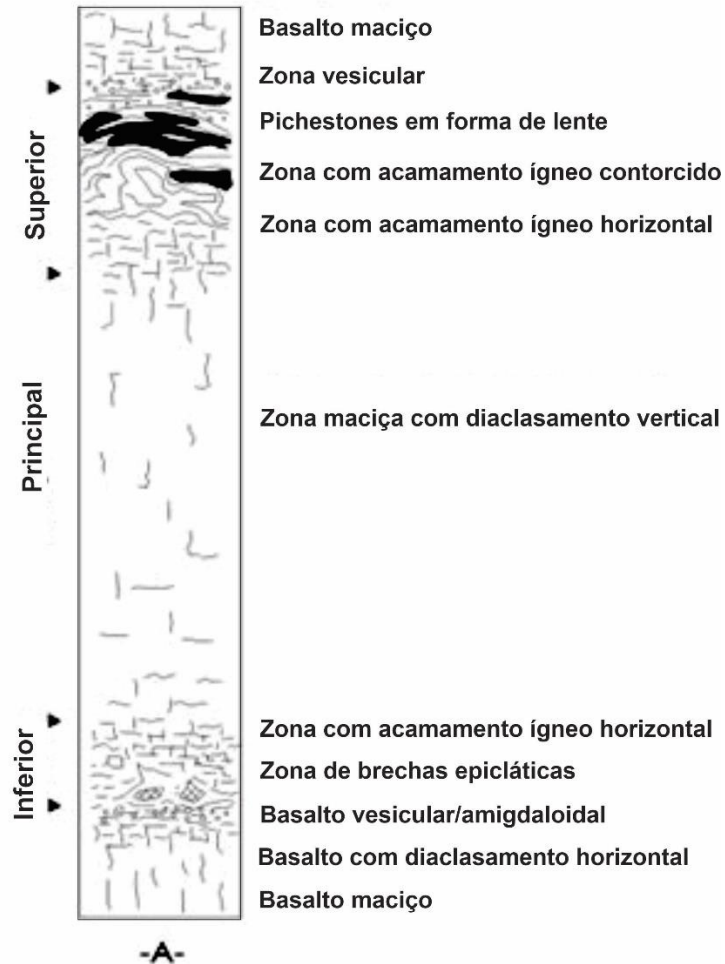 Basalto maciço
Zona vesicular
Pichestones em forma de lente
Zona com acamamento ígneo contorcido
Zona com acamamento ígneo horizontal
Superior
Zona maciça com diaclasamento vertical
Principal
Zona com acamamento ígneo horizontal
Zona de brechas epicláticas
Basalto vesicular/amigdaloidal
Inferior
Basalto com diaclasamento horizontal
Basalto maciço
-A-